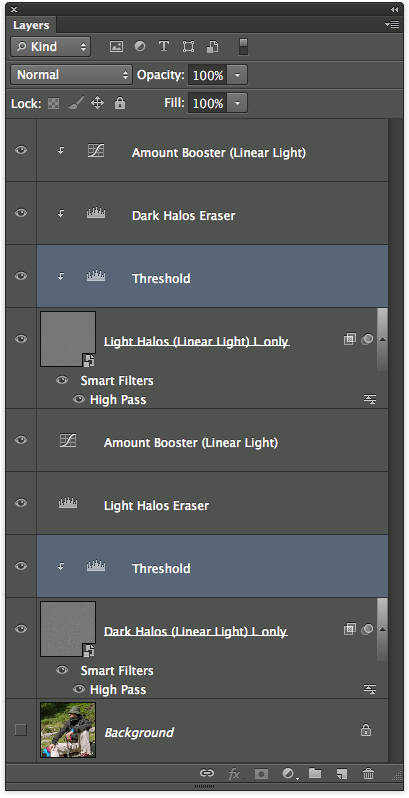 Layers
Kind
T
Normal Opacity: 100%
Lock: Fill: 100%
Amount Booster (Linear Light)
Dark Halos Eraser
Threshold
Light Halos (Linear Light) L only
Smart Filters
High Pass
Amount Booster (Linear Light)
Light Halos Eraser
Threshold
Dark Halos (Linear Light) L only
Smart Filters
High Pass
Background
fx